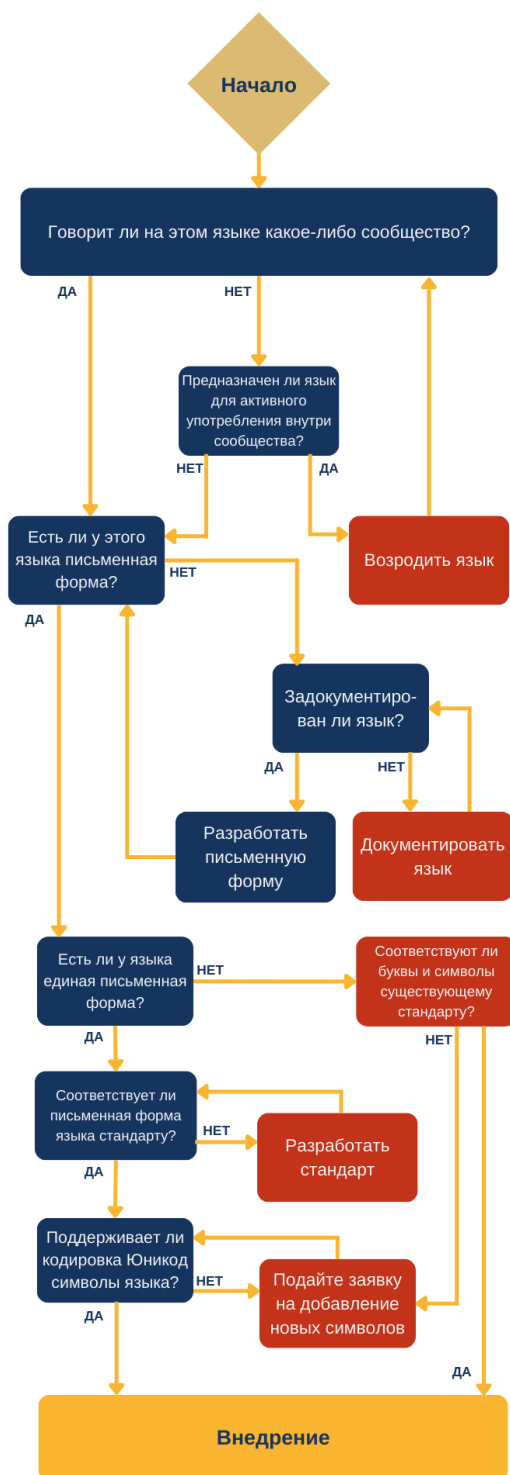 Начало
Говорит ли на этом языке какое-либо сообщество?
ДА
НЕТ
Предназначен ли язык
для активного
употребления внутри
сообщества?
НЕТ
ДА
Есть ли у этого
языка письменная
форма?
НЕТ
Возродить язык
ДА
Задокументиро-
ван ли язык?
ДА
НЕТ
Разработать
письменную
форму
Документировать
язык
Есть ли у языка
единая письменная
форма?
НЕТ
Соответствуют ли
буквы и символы
существующему
стандарту?
ДА
НЕТ
Соответствует ли
письменная форма
языка стандарту?
НЕТ
Разработать
стандарт
ДА
Поддерживает ли
кодировка Юникод
символы языка?
НЕТ
Подайте заявку
на добавление
новых символов
ДА
ДА
Внедрение